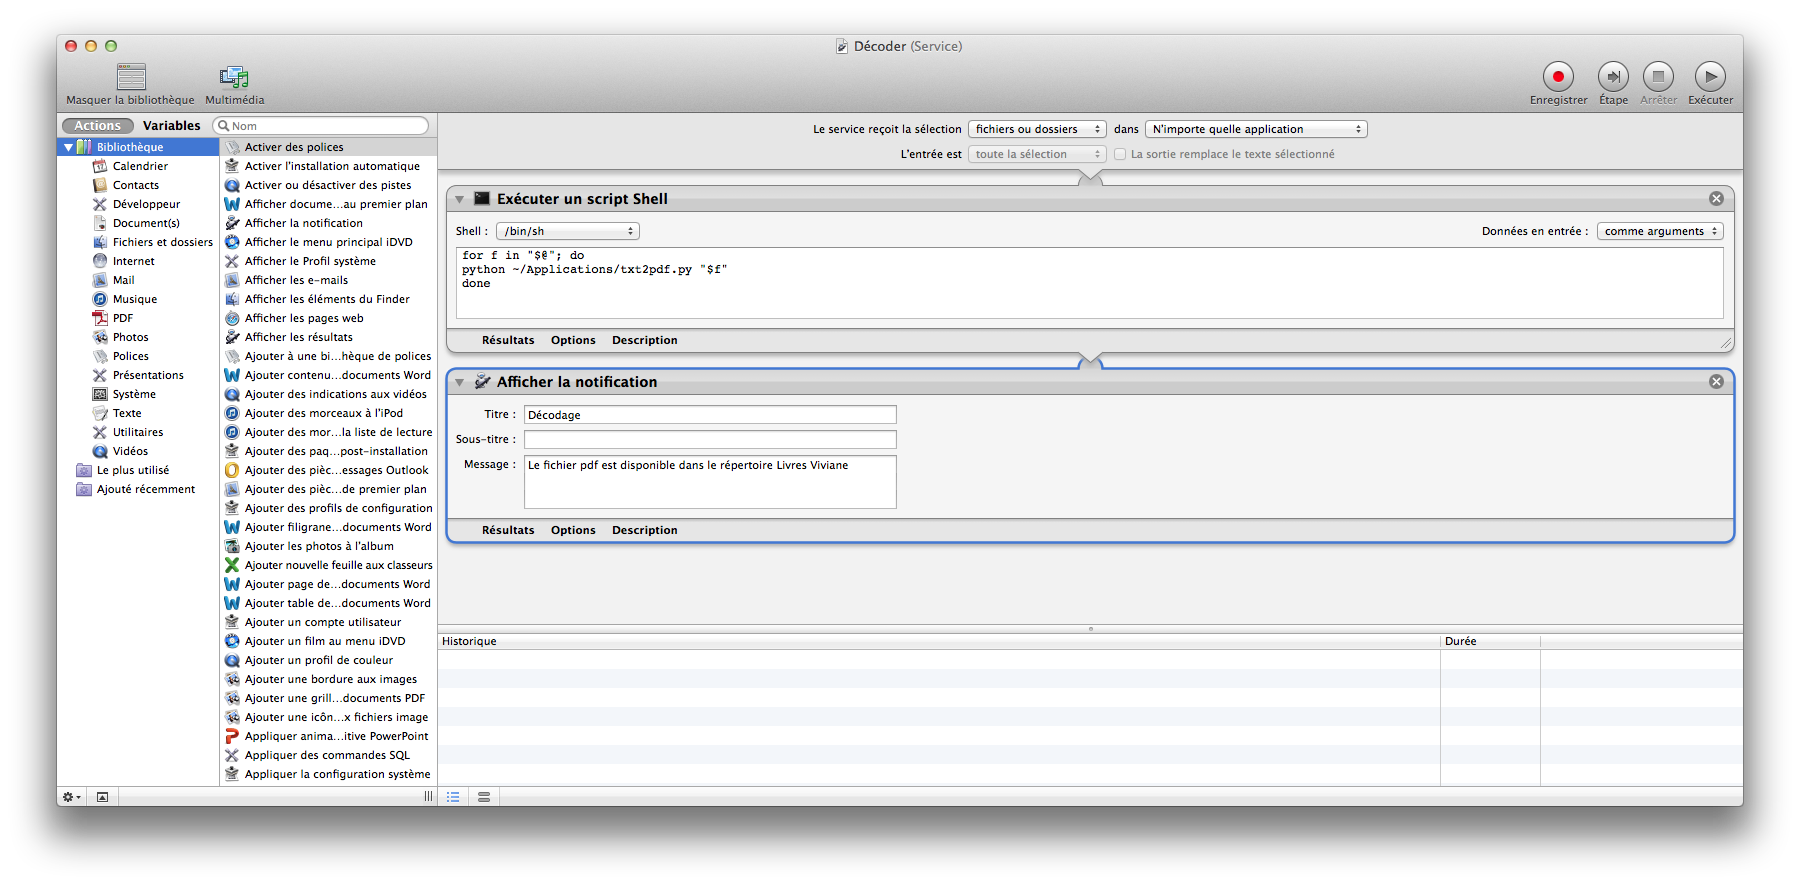 Décoder (Service)
Masquer la bibliothèque
Multimédia
Enregistrer
Étape
Arrêter
Exécuter
Actions
Variables
Nom
Bibliothèque
Calendrier
Contacts
Développeur
Document(s)
Fichiers et dossiers
Internet
Mail
Musique
PDF
Photos
Polices
Présentations
Système
Texte
Utilitaires
Vidéos
Le plus utilisé
Ajouté récemment
Activer des polices
Activer l'installation automatique
Activer ou désactiver des pistes
Afficher docume...au premier plan
Afficher la notification
Afficher le menu principal iDVD
Afficher le Profil système
Afficher les e-mails
Afficher les éléments du Finder
Afficher les pages web
Afficher les résultats
Ajouter à une bi...hèque de polices
Ajouter contenu...documents Word
Ajouter des indications aux vidéos
Ajouter des morceaux à l'iPod
Ajouter des mor...la liste de lecture
Ajouter des paq...post-installation
Ajouter des pièc...essages Outlook
Ajouter des pièc...de premier plan
Ajouter des profils de configuration
Ajouter filigrane...documents Word
Ajouter les photos à l'album
Ajouter nouvelle feuille aux classeurs
Ajouter page de...documents Word
Ajouter table de...documents Word
Ajouter un compte utilisateur
Ajouter un film au menu iDVD
Ajouter un profil de couleur
Ajouter une bordure aux images
Ajouter une grill...documents PDF
Ajouter une icôn...x fichiers image
Appliquer anima...itive PowerPoint
Appliquer des commandes SQL
Appliquer la configuration système
Le service reçoit la sélection fichiers ou dossiers dans N'importe quelle application
L'entrée est toute la sélection La sortie remplace le texte sélectionné
Exécuter un script Shell
Shell : /bin/sh Données en entrée : comme arguments
for f in "$@"; do
python ~/Applications/txt2pdf.py "$f"
done
Résultats Options Description
Afficher la notification
Titre : Décodage
Sous-titre :
Message : Le fichier pdf est disponible dans le répertoire Livres Viviane
Résultats Options Description
Historique Durée